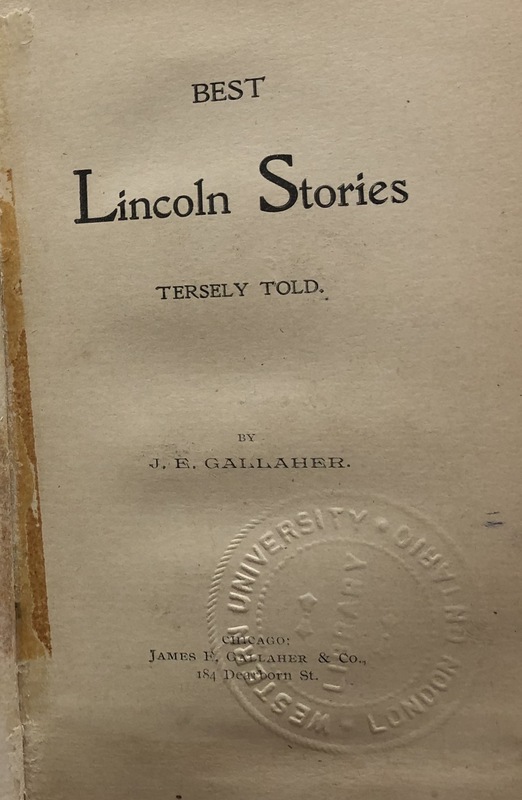 BEST
Lincoln Stories
TERSELY TOLD.
BY
J. E. GALLAHER.
CHICAGO:
JAMES E. GALLAHER & CO.,
184 Dearborn St.
WESTERN UNIVERSITY • LONDON ONTARIO •
LIBRARY